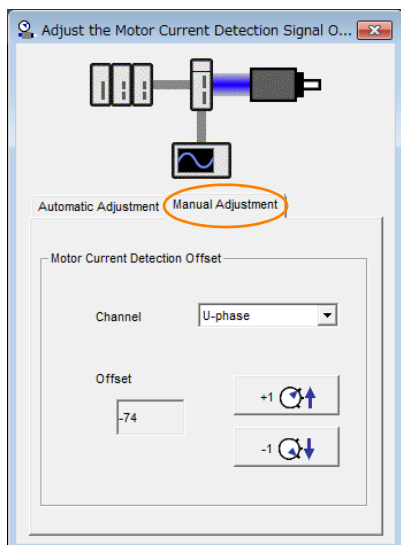 Adjust the Motor Current Detection Signal O...
Automatic Adjustment
Manual Adjustment
Motor Current Detection Offset
Channel
U-phase
Offset
-74
+1
-1